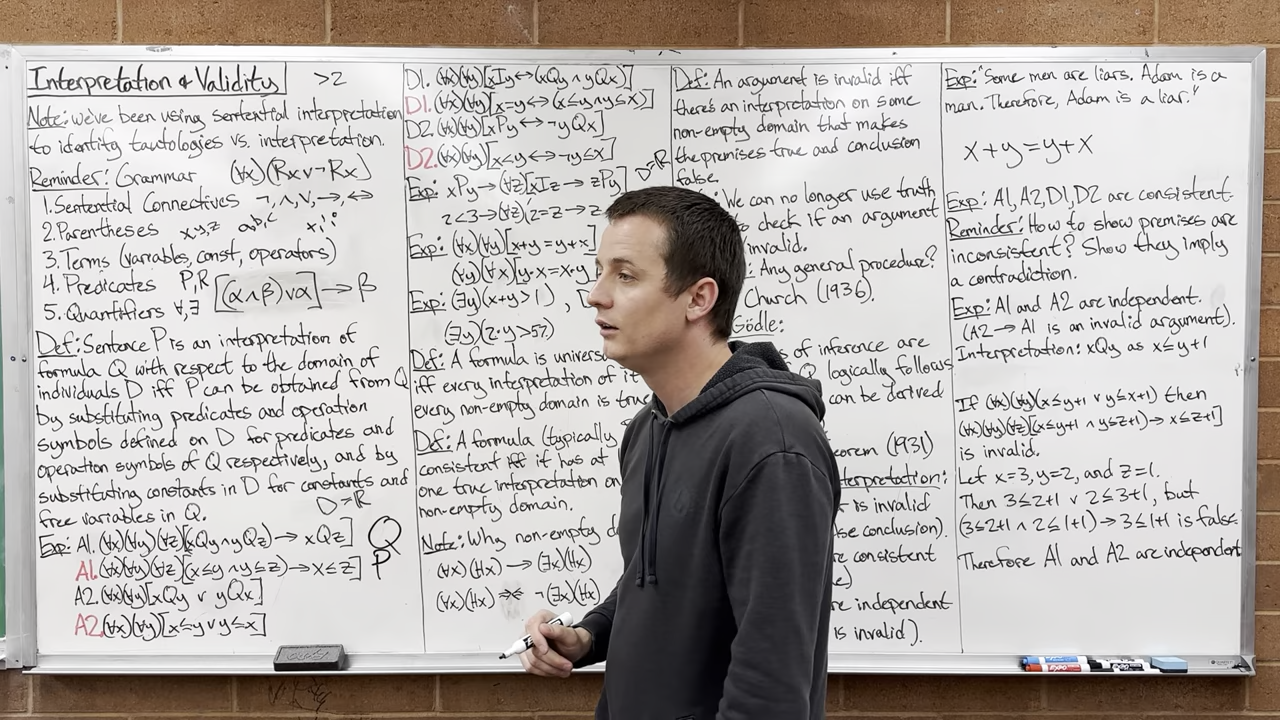 Interpretation & Validity >2
Note: we've been using sentential interpretation
to identify tautologies vs. interpretation.
Reminder: Grammar (∀x)(Rx ∨ ¬Rx)
1. Sentential Connectives ¬, ∧, ∨, →, ↔
2. Parentheses x,y,z a,b,c
3. Terms (variables, const, operators)
4. Predicates P,R [(α∧β)∨α] → β
5. Quantifiers ∀,∃
Def: Sentence P is an interpretation of
formula Q with respect to the domain of
individuals D iff P can be obtained from Q
by substituting predicates and operation
symbols defined on D for predicates and
operation symbols of Q respectively, and by
substituting constants in D for constants and
free variables in Q. D=ℝ
Exp: A1. (∀x)(∀y)(∀z)[(xQy ∧ yQz) → xQz] Q
A1. (∀x)(∀y)(∀z)[(x≤y ∧ y≤z) → x≤z] P
A2. (∀x)(∀y)[xQy ∨ yQx]
A2. (∀x)(∀y)[x≤y ∨ y≤x]
D1. (∀x)(∀y)[xIy ↔ (xQy ∧ yQx)]
D1. (∀x)(∀y)[x=y ↔ (x≤y ∧ y≤x)]
D2. (∀x)(∀y)[xPy ↔ ¬yQx]
D2. (∀x)(∀y)[x<y ↔ ¬y≤x] D=ℝ
Exp: xPy → (∀z)[xIz → zPy]
2<3 → (∀z)(2=z → z
Exp: (∀x)(∀y)[x+y = y+x]
(∀y)(∀x)[y·x = x·y
Exp: (∃y)(x+y>1),
(∃y)(2·y>57)
Def: A formula is univers
iff every interpretation of it
every non-empty domain is true
Def: A formula (typically
consistent iff it has at
one true interpretation on
non-empty domain.
Note: Why non-empty d
(∀x)(Hx) → (∃x)(Hx)
(∀x)(Hx) ¬(∃x)(Hx)
Def: An argument is invalid iff
there's an interpretation on some
non-empty domain that makes
the premises true and conclusion
false.
: We can no longer use truth
to check if an argument
invalid.
: Any general procedure?
Church (1936).
Gödle:
s of inference are
Q logically follows
can be derived
eorem (1931)
terpretation:
is invalid
se conclusion).
re consistent
e)
re independent
is invalid).
Exp: "Some men are liars. Adam is a
man. Therefore, Adam is a liar."
x+y=y+x
Exp: A1, A2, D1, D2 are consistent.
Reminder: How to show premises are
inconsistent? Show they imply
a contradiction.
Exp: A1 and A2 are independent.
(A2 → A1 is an invalid argument).
Interpretation: xQy as x≤y+1
If (∀x)(∀y)(x≤y+1 ∨ y≤x+1) then
(∀x)(∀y)(∀z)[(x≤y+1 ∧ y≤z+1) → x≤z+1]
is invalid.
Let x=3, y=2, and z=1.
Then 3≤2+1 ∨ 2≤3+1, but
(3≤2+1 ∧ 2≤1+1) → 3≤1+1 is false
Therefore A1 and A2 are independent